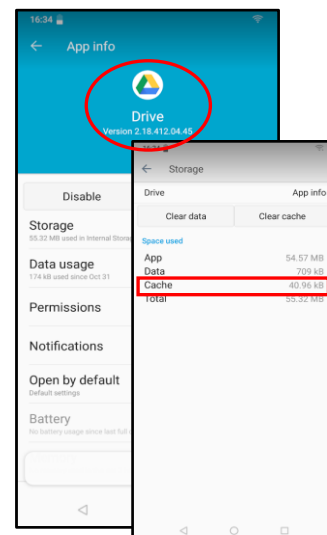 16:34
App info
Drive
Version 2.18.412.04.45
Disable
Storage
55.32 MB used in Internal
Data usage
174 kB used since Oct 31
Permissions
Notifications
Open by default
Default settings
Battery
No battery usage since last full
Storage
Drive App info
Clear data Clear cache
Space used
App 54.57 MB
Data 709 kB
Cache 40.96 kB
Total 55.32 MB